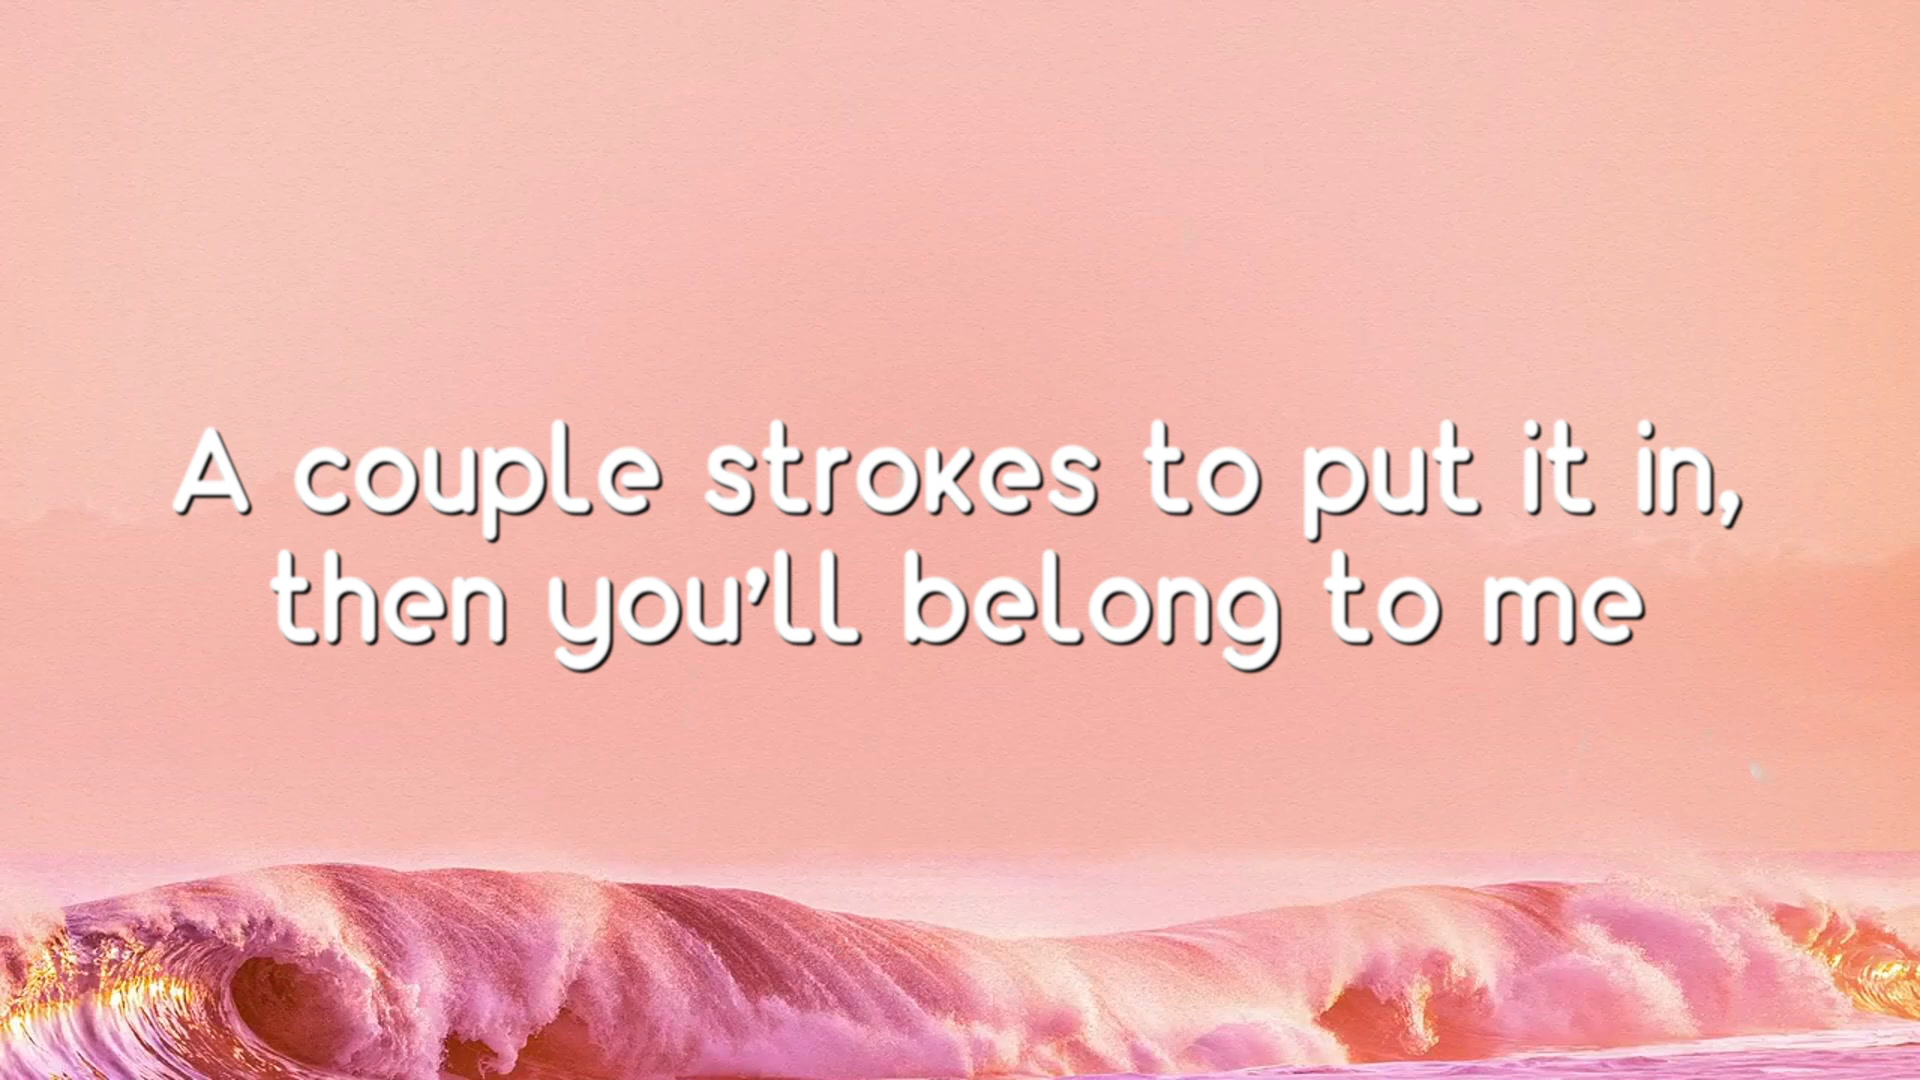 A couple strokes to put it in,
then you’ll belong to me